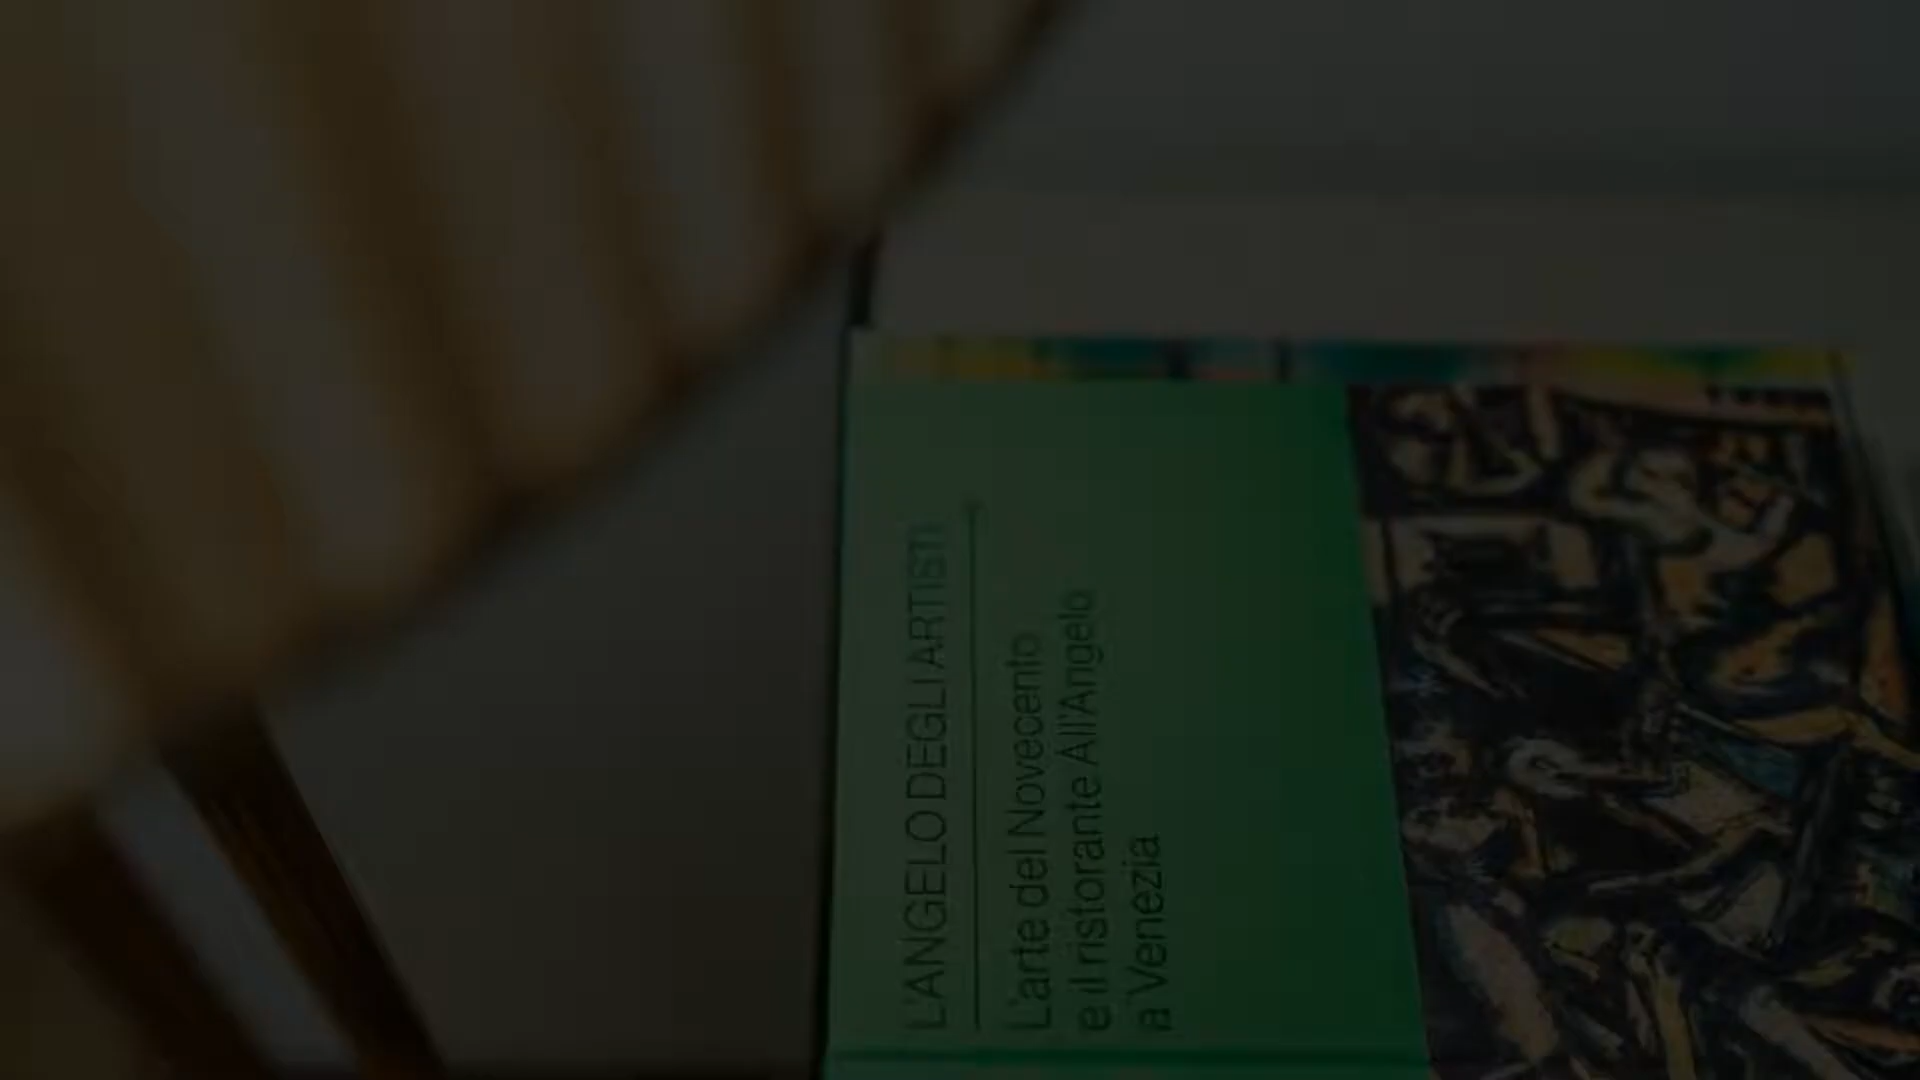 L'ANGELO DEGLI ARTISTI
L'arte del Novecento
e il ristorante All'Angelo
a Venezia